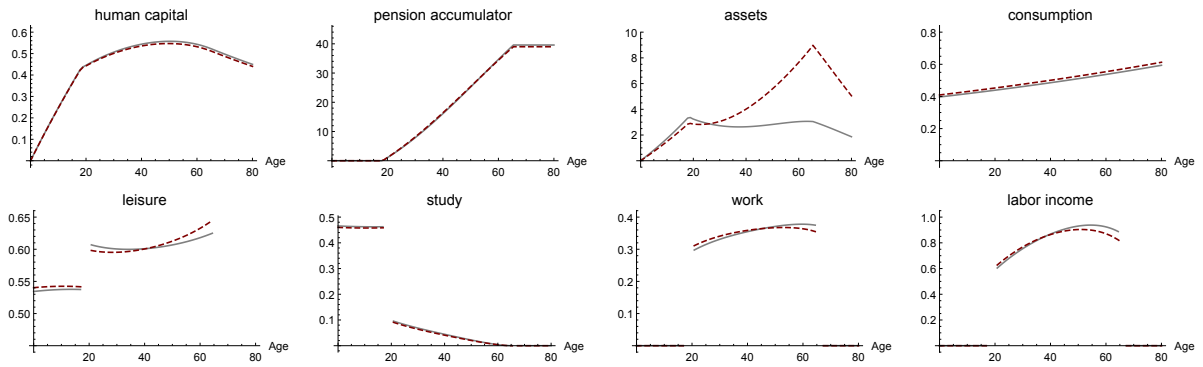 human capital
0.6
0.5
0.4
0.3
0.2
0.1
20 40 60 80 Age
pension accumulator
40
30
20
10
20 40 60 80 Age
assets
10
8
6
4
2
20 40 60 80 Age
consumption
0.8
0.6
0.4
0.2
20 40 60 80 Age
leisure
0.65
0.60
0.55
0.50
20 40 60 80 Age
study
0.5
0.4
0.3
0.2
0.1
20 40 60 80 Age
work
0.4
0.3
0.2
0.1
20 40 60 80 Age
labor income
1.0
0.8
0.6
0.4
0.2
20 40 60 80 Age